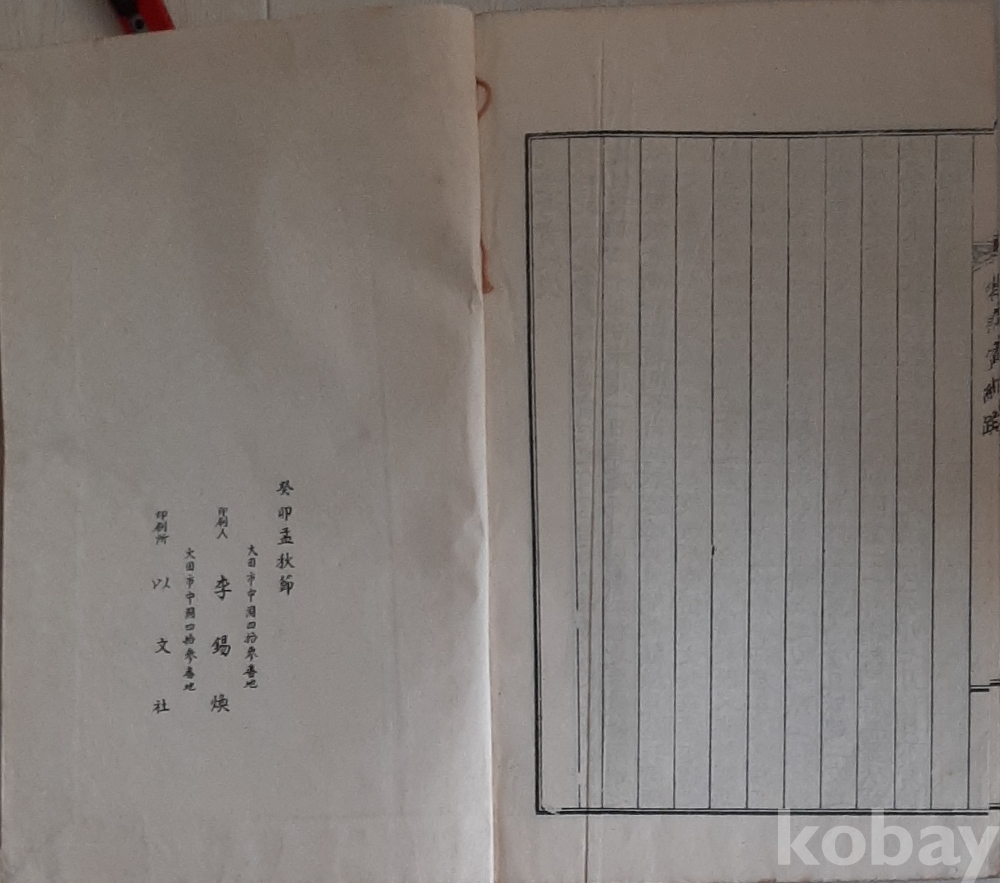 癸卯孟秋節
大田市中洞四拾參番地
印刷人 李錫煥
大田市中洞四拾參番地
印刷所 以文社
kobay